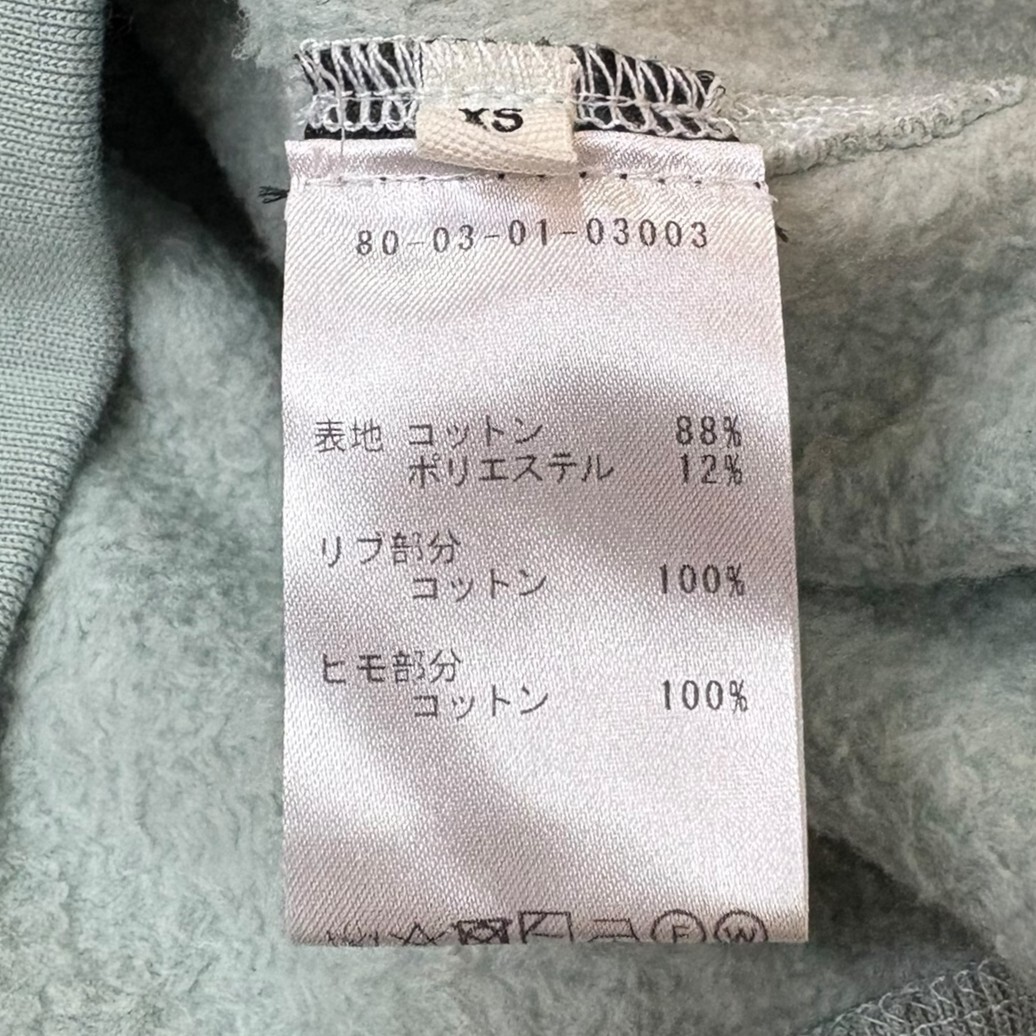 XS
80-03-01-03003
表地 コットン 88%
ポリエステル 12%
リブ部分
コットン 100%
ヒモ部分
コットン 100%
F W